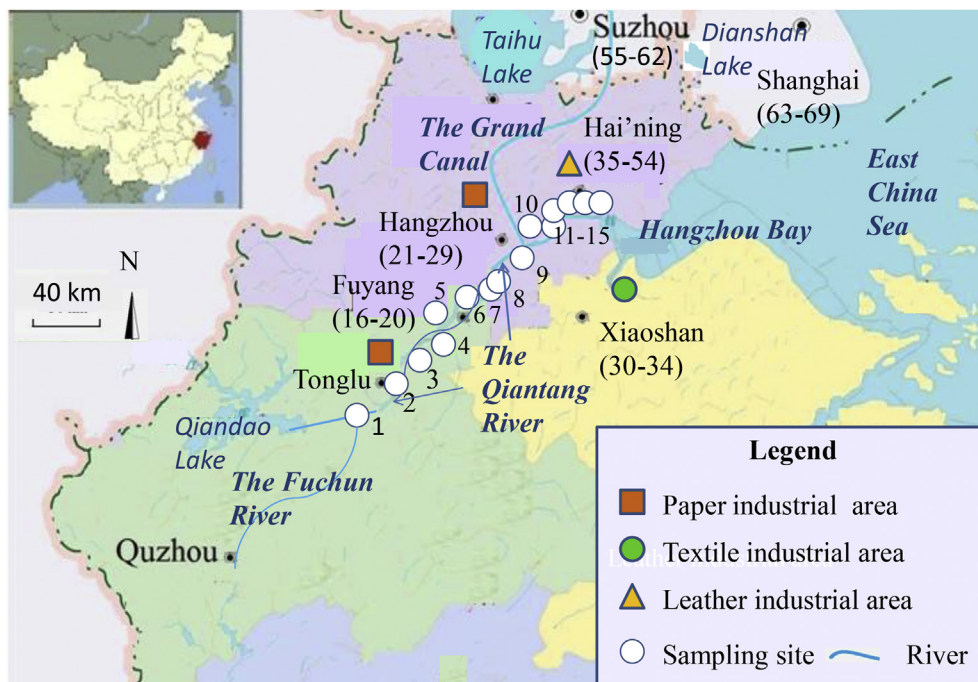 Suzhou
(55-62)
Taihu
Lake
Dianshan
Lake
Shanghai
(63-69)
The Grand
Canal
Hai'ning
(35-54)
East
China
Sea
10
11-15
Hangzhou
(21-29)
Hangzhou Bay
N
40 km
9
Fuyang
(16-20)
5
6
7
8
Xiaoshan
(30-34)
4
3
The
Qiantang
River
Tonglu
2
1
Qiandao
Lake
The Fuchun
River
Quzhou
Legend
Paper industrial area
Textile industrial area
Leather industrial area
Sampling site
River